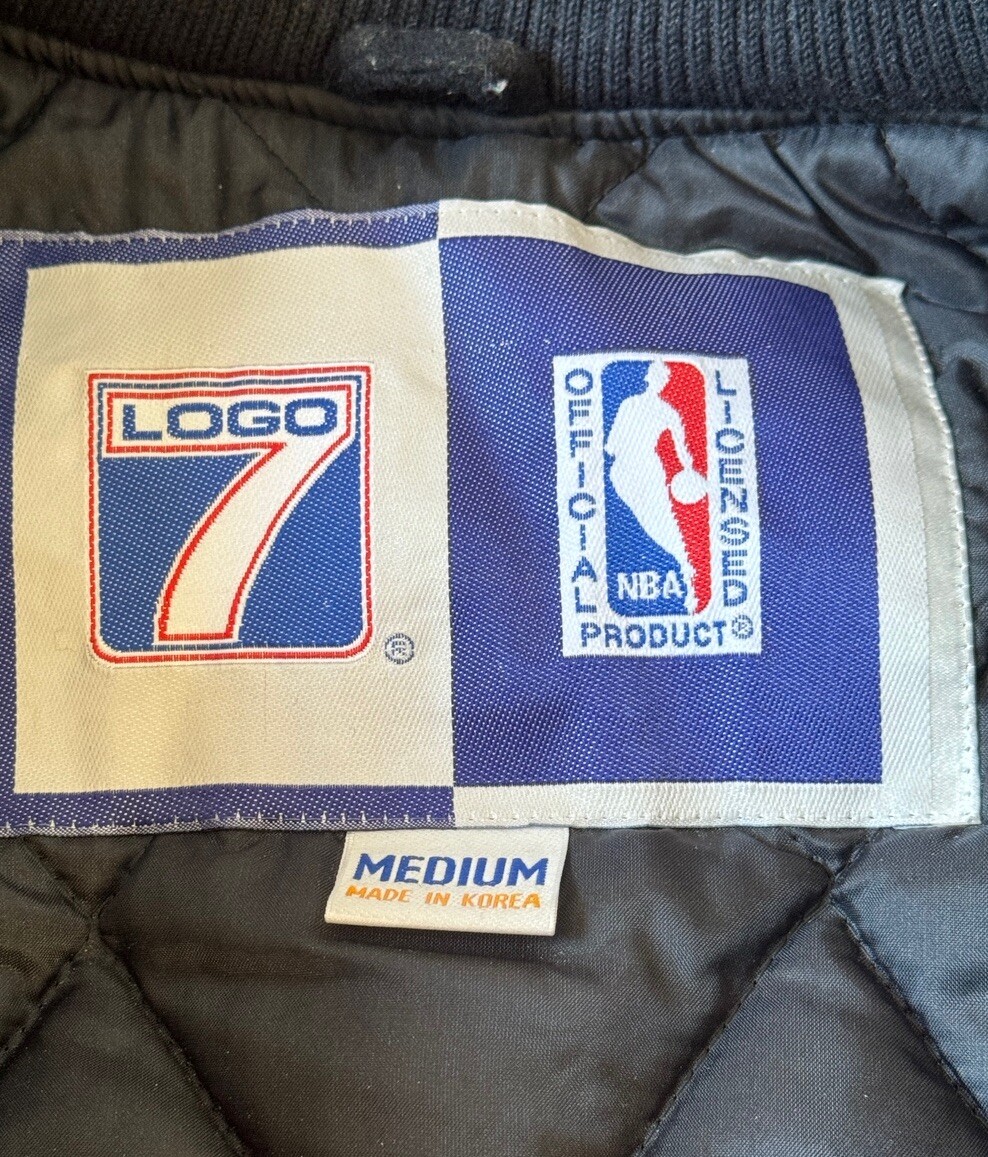 LOGO
7
®
OFFICIAL
LICENSED
NBA
PRODUCT®
MEDIUM
MADE IN KOREA